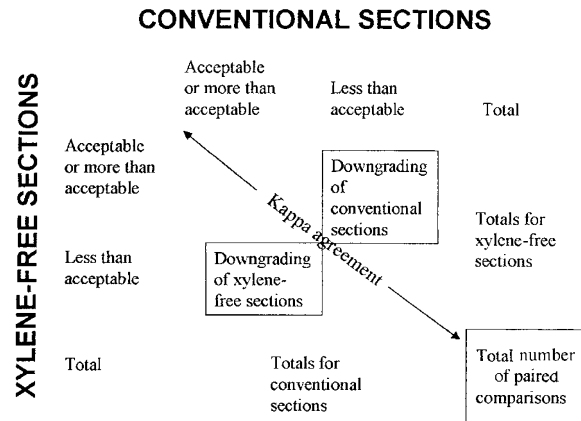 CONVENTIONAL SECTIONS
XYLENE-FREE SECTIONS
Acceptable
or more than
acceptable
Less than
acceptable
Total
Acceptable
or more than
acceptable
Downgrading
of
conventional
sections
Kappa agreement
Totals for
xylene-free
sections
Less than
acceptable
Downgrading
of xylene-
free sections
Total
Totals for
conventional
sections
Total number
of paired
comparisons